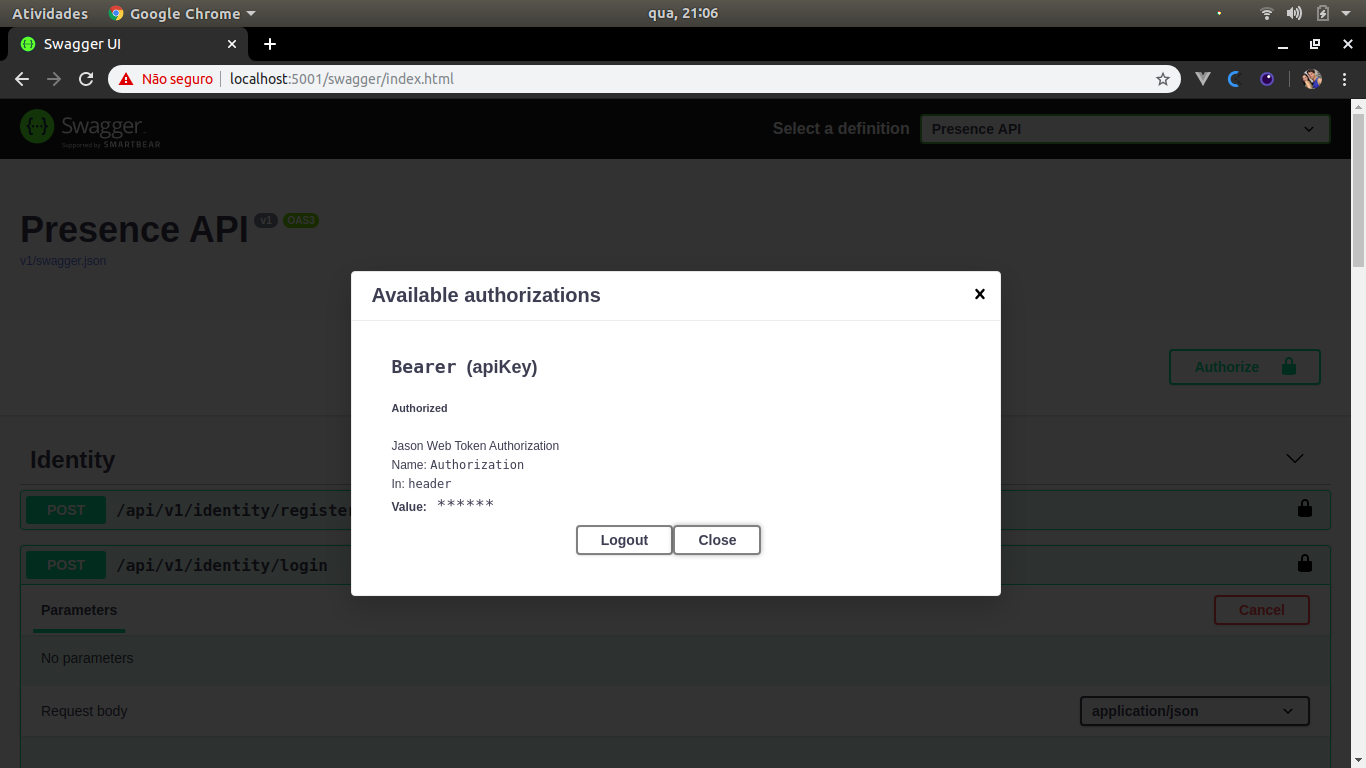 Atividades Google Chrome qua, 21:06
Swagger UI
Não seguro localhost:5001/swagger/index.html
Swagger. Select a definition Presence API
Supported by SMARTBEAR
Presence API v1 OAS3
v1/swagger.json
Available authorizations
Bearer (apiKey)
Authorize
Authorized
Jason Web Token Authorization
Name: Authorization
In: header
Value: ******
Logout Close
Identity
POST /api/v1/identity/register
POST /api/v1/identity/login
Parameters Cancel
No parameters
Request body application/json